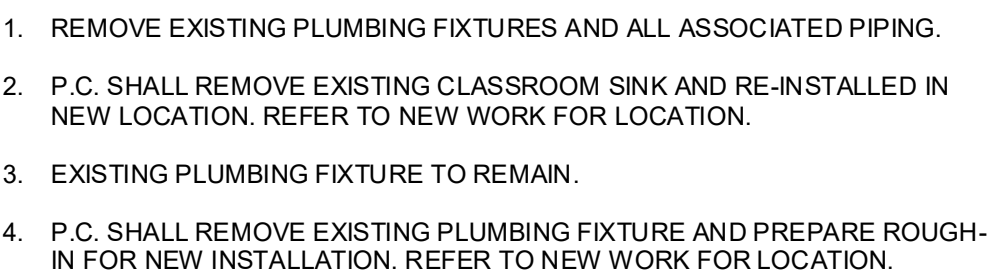 1. REMOVE EXISTING PLUMBING FIXTURES AND ALL ASSOCIATED PIPING.
2. P.C. SHALL REMOVE EXISTING CLASSROOM SINK AND RE-INSTALLED IN
NEW LOCATION. REFER TO NEW WORK FOR LOCATION.
3. EXISTING PLUMBING FIXTURE TO REMAIN.
4. P.C. SHALL REMOVE EXISTING PLUMBING FIXTURE AND PREPARE ROUGH-
IN FOR NEW INSTALLATION. REFER TO NEW WORK FOR LOCATION.